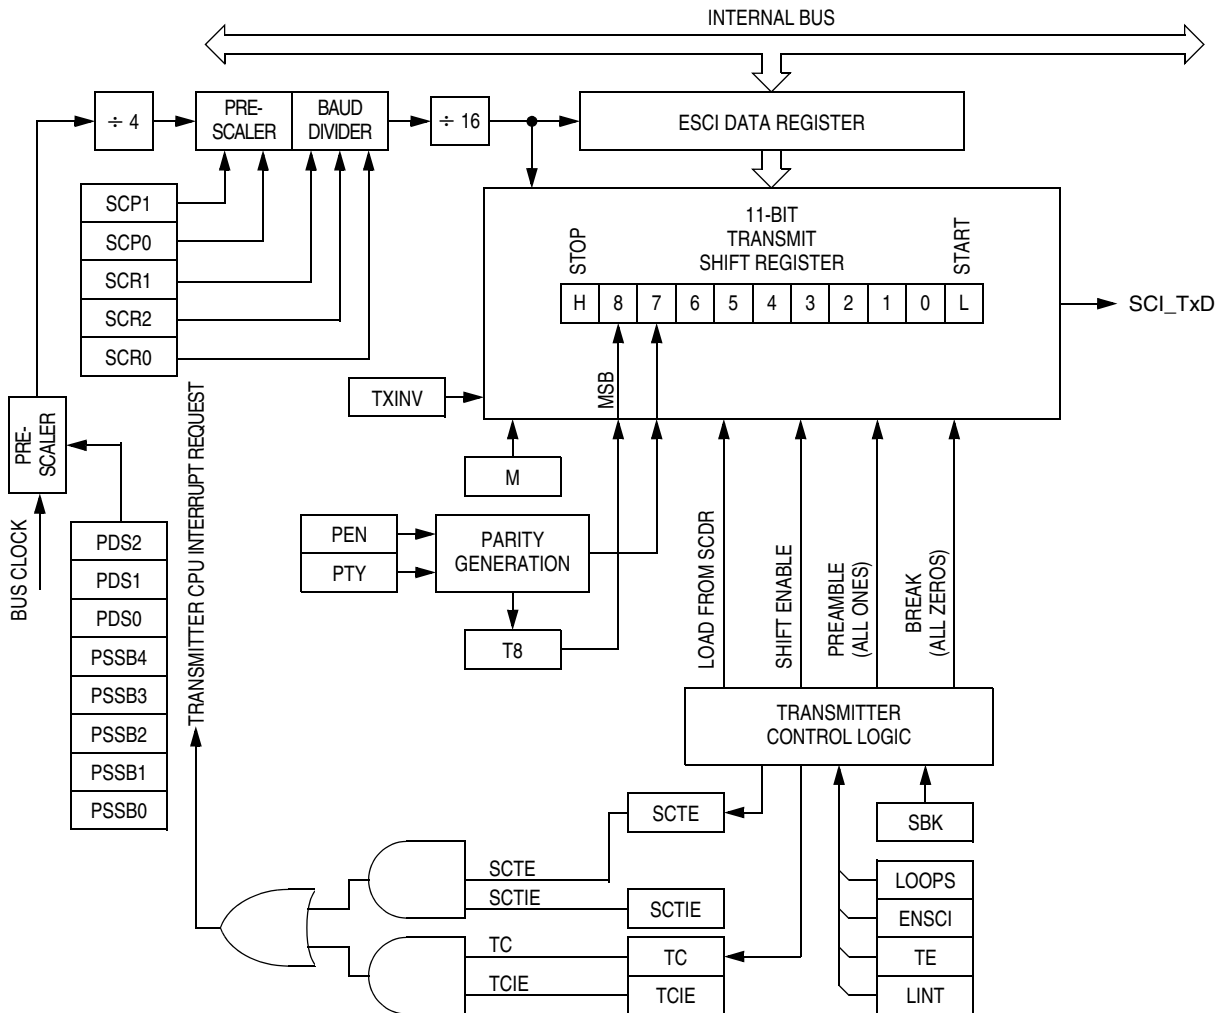 INTERNAL BUS
÷ 4
PRE-
SCALER
BAUD
DIVIDER
÷ 16
ESCI DATA REGISTER
SCP1
SCP0
SCR1
SCR2
SCR0
11-BIT
TRANSMIT
SHIFT REGISTER
STOP
START
H 8 7 6 5 4 3 2 1 0 L
SCI_TxD
MSB
TXINV
M
PRE-
SCALER
BUS CLOCK
PDS2
PDS1
PDS0
PSSB4
PSSB3
PSSB2
PSSB1
PSSB0
TRANSMITTER CPU INTERRUPT REQUEST
PEN
PTY
PARITY
GENERATION
T8
LOAD FROM SCDR
SHIFT ENABLE
PREAMBLE
(ALL ONES)
BREAK
(ALL ZEROS)
TRANSMITTER
CONTROL LOGIC
SCTE
SBK
SCTE
SCTIE
SCTIE
TC
TC
TCIE
TCIE
LOOPS
ENSCI
TE
LINT